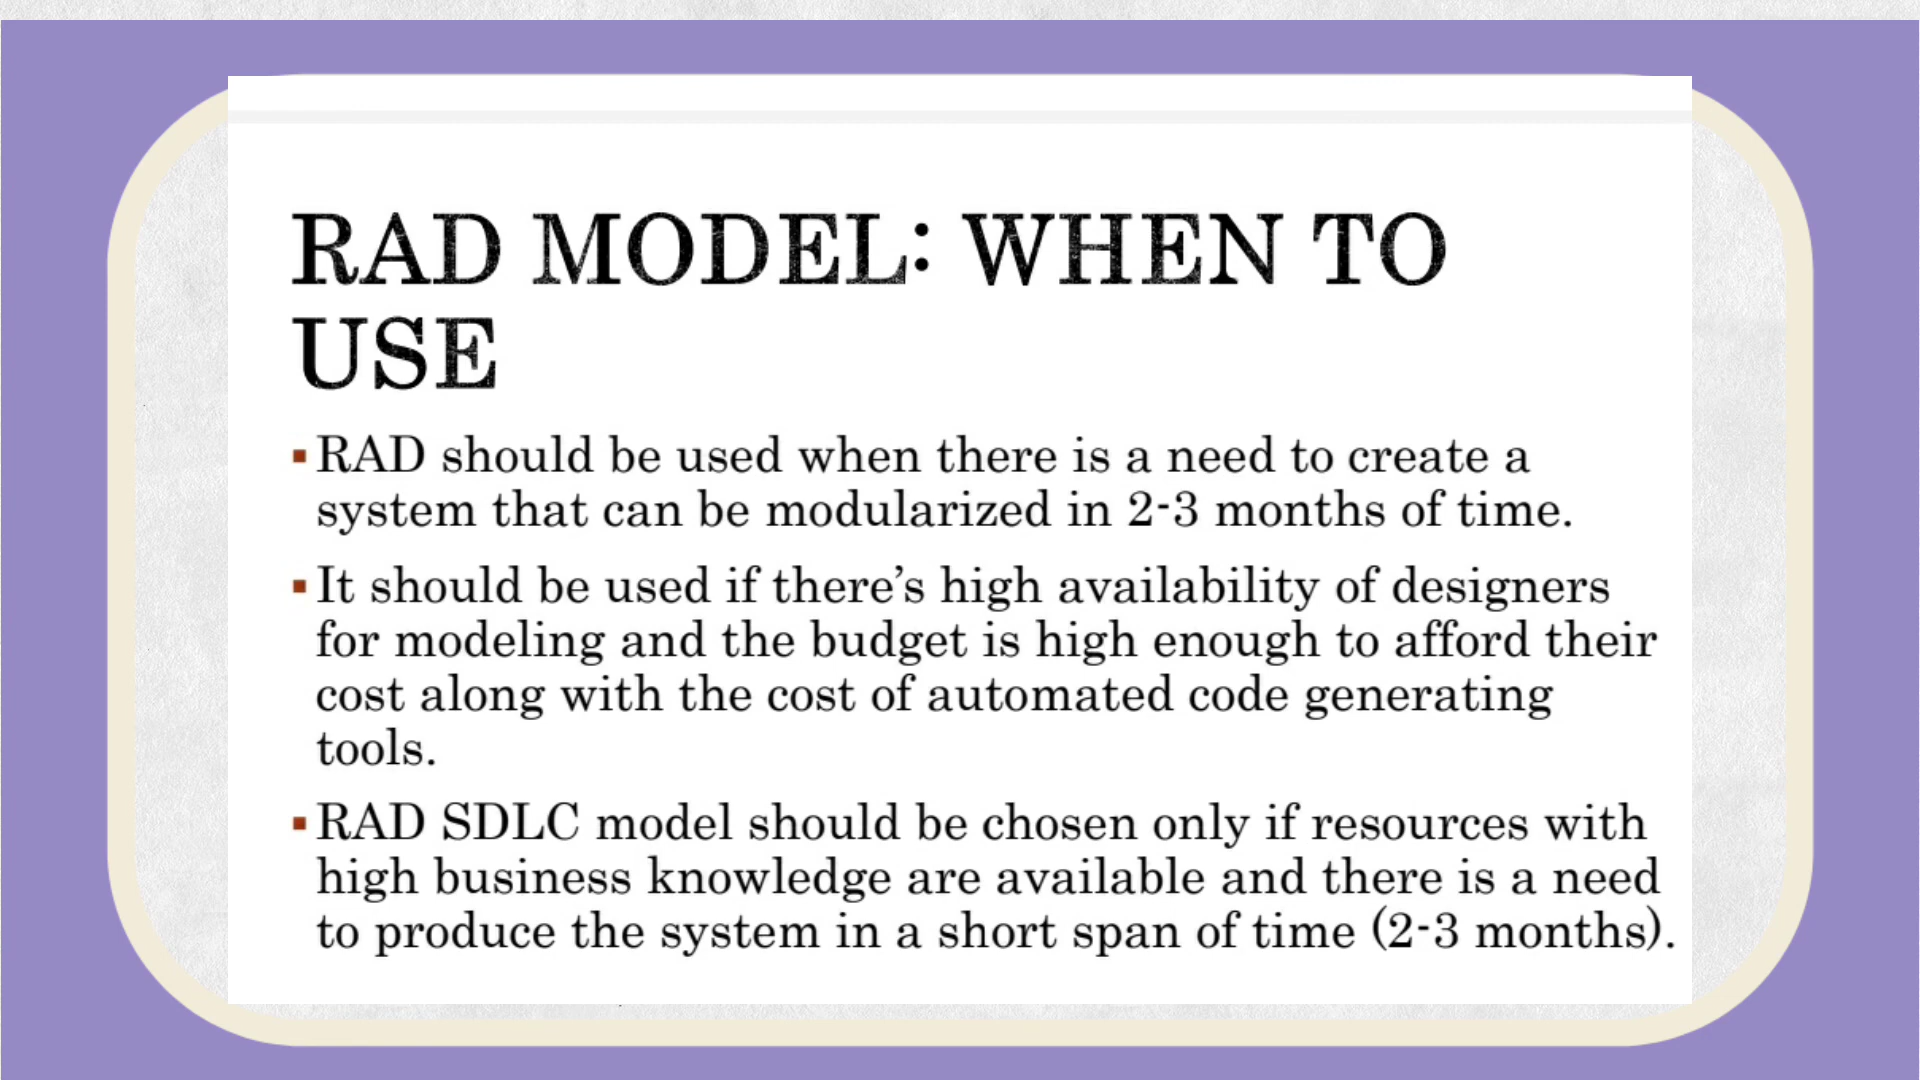 RAD MODEL: WHEN TO
USE
▪RAD should be used when there is a need to create a
system that can be modularized in 2-3 months of time.
▪It should be used if there’s high availability of designers
for modeling and the budget is high enough to afford their
cost along with the cost of automated code generating
tools.
▪RAD SDLC model should be chosen only if resources with
high business knowledge are available and there is a need
to produce the system in a short span of time (2-3 months).